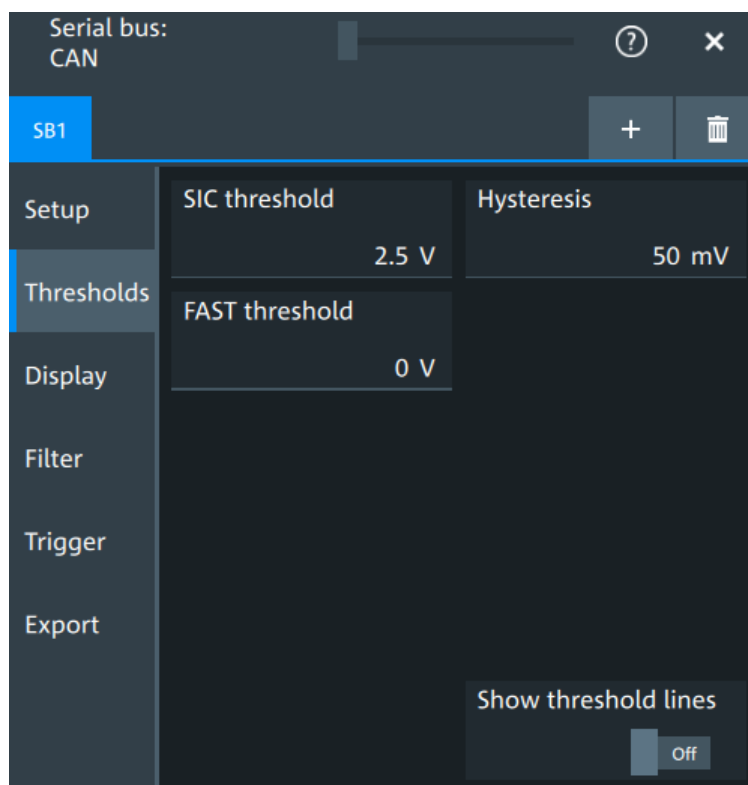 Serial bus:
CAN
?
SB1
+
Setup
SIC threshold
Hysteresis
2.5 V
50 mV
Thresholds
FAST threshold
0 V
Display
Filter
Trigger
Export
Show threshold lines
Off